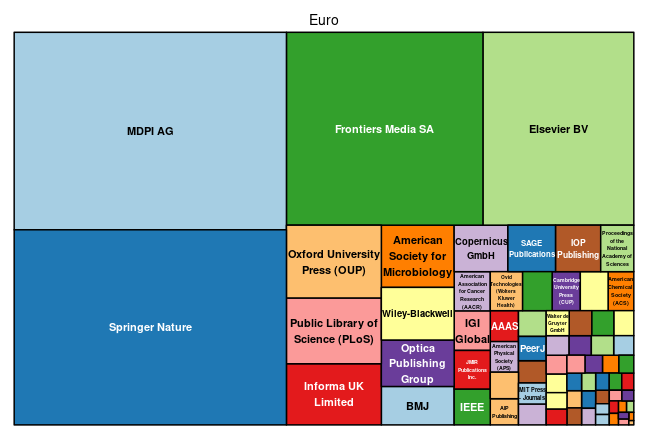 Euro
MDPI AG
Frontiers Media SA
Elsevier BV
Springer Nature
Oxford University
Press (OUP)
Public Library of
Science (PLoS)
Informa UK
Limited
American
Society for
Microbiology
Wiley-Blackwell
Optica
Publishing
Group
BMJ
Copernicus
GmbH
SAGE
Publications
IOP
Publishing
Proceedings
of the
National
Academy of
Sciences
American
Association
for Cancer
Research
(AACR)
Ovid
Technologies
(Wolters
Kluwer
Health)
Cambridge
University
Press
(CUP)
American
Chemical
Society
(ACS)
IGI
Global
JMIR
Publications
Inc.
IEEE
AAAS
American
Physical
Society
(APS)
AIP
Publishing
PeerJ
MIT Press
- Journals
Walter de
Gruyter
GmbH